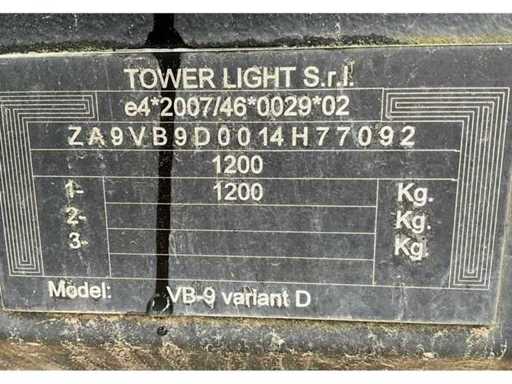 TOWER LIGHT S.r.l.
e4*2007/46*0029*02
ZA9VB9D0014H77092
1200
1- 1200 Kg.
2- Kg.
3- Kg.
Model: VB-9 variant D